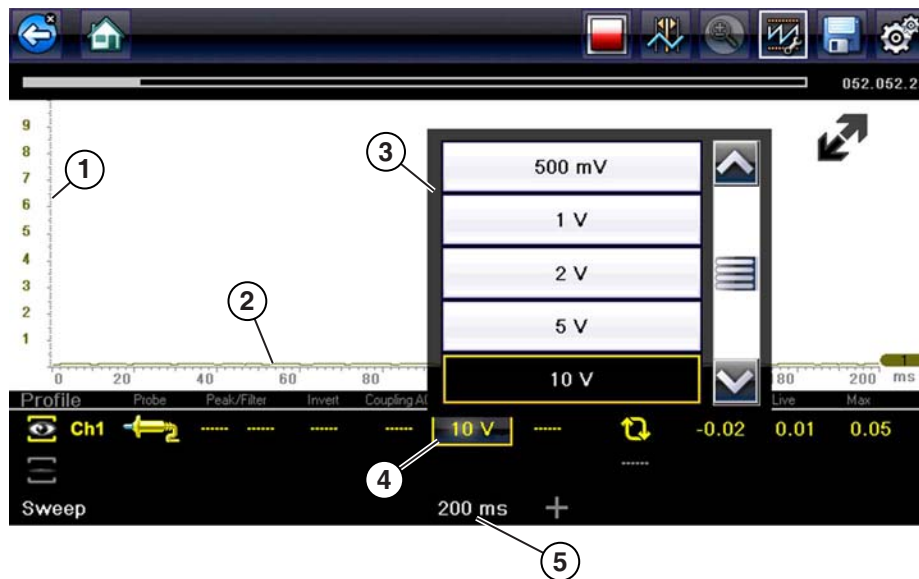 052.052.2
9
8
7
6
5
4
3
2
1
1
2
3
500 mV
1 V
2 V
5 V
10 V
1
0 20 40 60 80 80 200 ms
Profile Probe Peak/Filter Invert Coupling AC Live Max
Ch1 ------ ------ ------ ------ 10 V ------ -0.02 0.01 0.05
------
4
Sweep 200 ms +
5